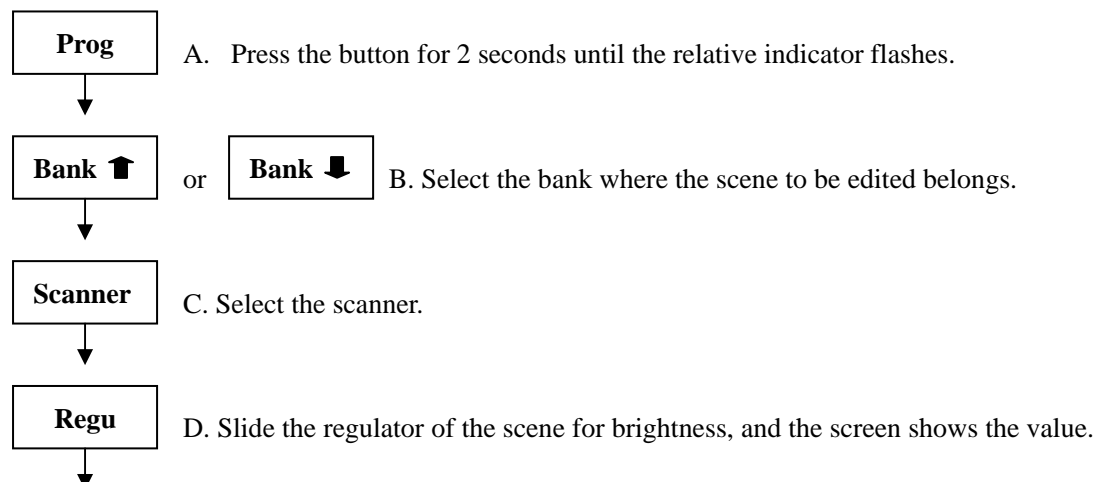 Prog A. Press the button for 2 seconds until the relative indicator flashes.
Bank ⬆ or Bank ⬇ B. Select the bank where the scene to be edited belongs.
Scanner C. Select the scanner.
Regu D. Slide the regulator of the scene for brightness, and the screen shows the value.